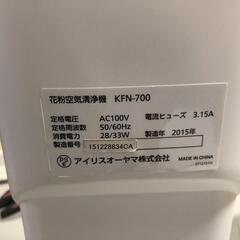 花粉空気清浄機 KFN-700
定格電圧 AC100V 電流ヒューズ 3.15A
定格周波数 50/60Hz
消費電力 28/33W 製造年 2015年
製造番号 151228834CA
PSE アイリスオーヤマ株式会社 MADE IN CHINA